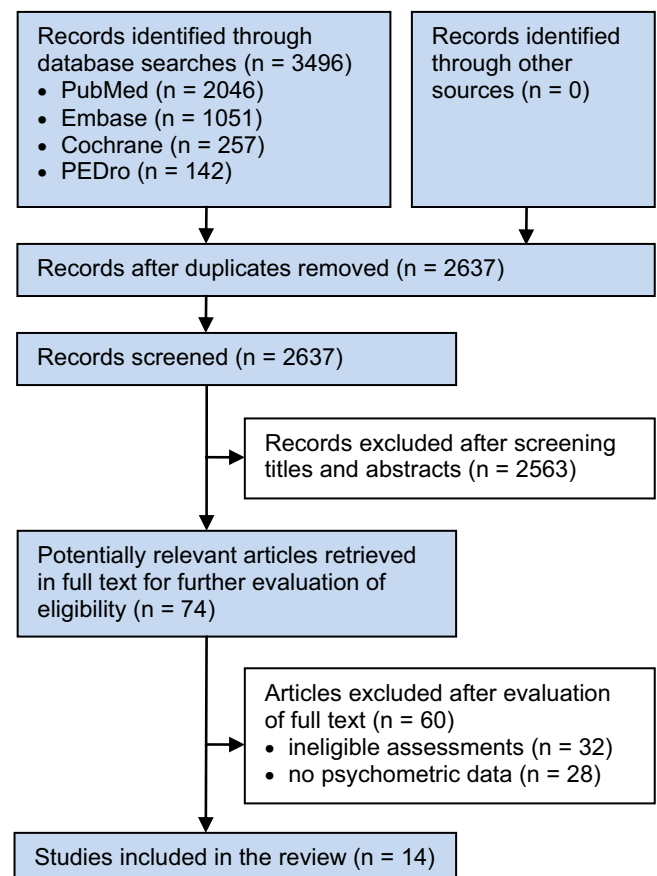 Records identified through
database searches (n = 3496)
• PubMed (n = 2046)
• Embase (n = 1051)
• Cochrane (n = 257)
• PEDro (n = 142)
Records identified
through other
sources (n = 0)
Records after duplicates removed (n = 2637)
Records screened (n = 2637)
Records excluded after screening
titles and abstracts (n = 2563)
Potentially relevant articles retrieved
in full text for further evaluation of
eligibility (n = 74)
Articles excluded after evaluation
of full text (n = 60)
• ineligible assessments (n = 32)
• no psychometric data (n = 28)
Studies included in the review (n = 14)